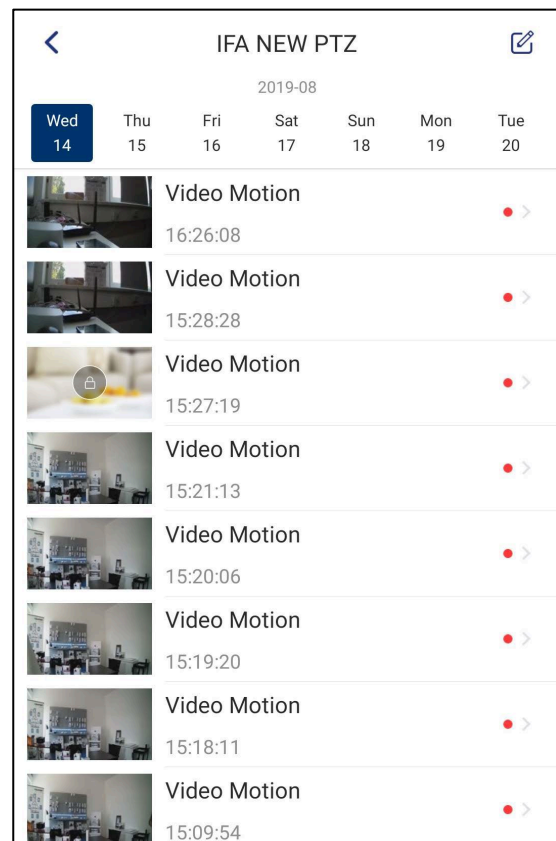 IFA NEW PTZ
2019-08
Wed Thu Fri Sat Sun Mon Tue
14 15 16 17 18 19 20
Video Motion
16:26:08
Video Motion
15:28:28
Video Motion
15:27:19
Video Motion
15:21:13
Video Motion
15:20:06
Video Motion
15:19:20
Video Motion
15:18:11
Video Motion
15:09:54